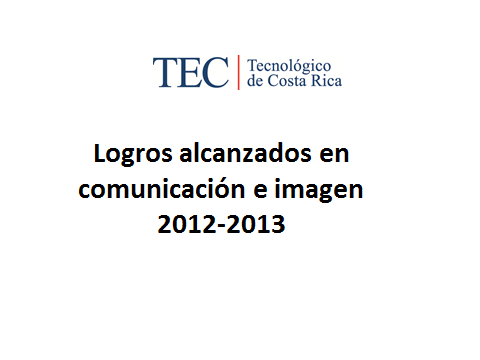 TEC
Tecnológico
de Costa Rica
Logros alcanzados en
comunicación e imagen
2012-2013